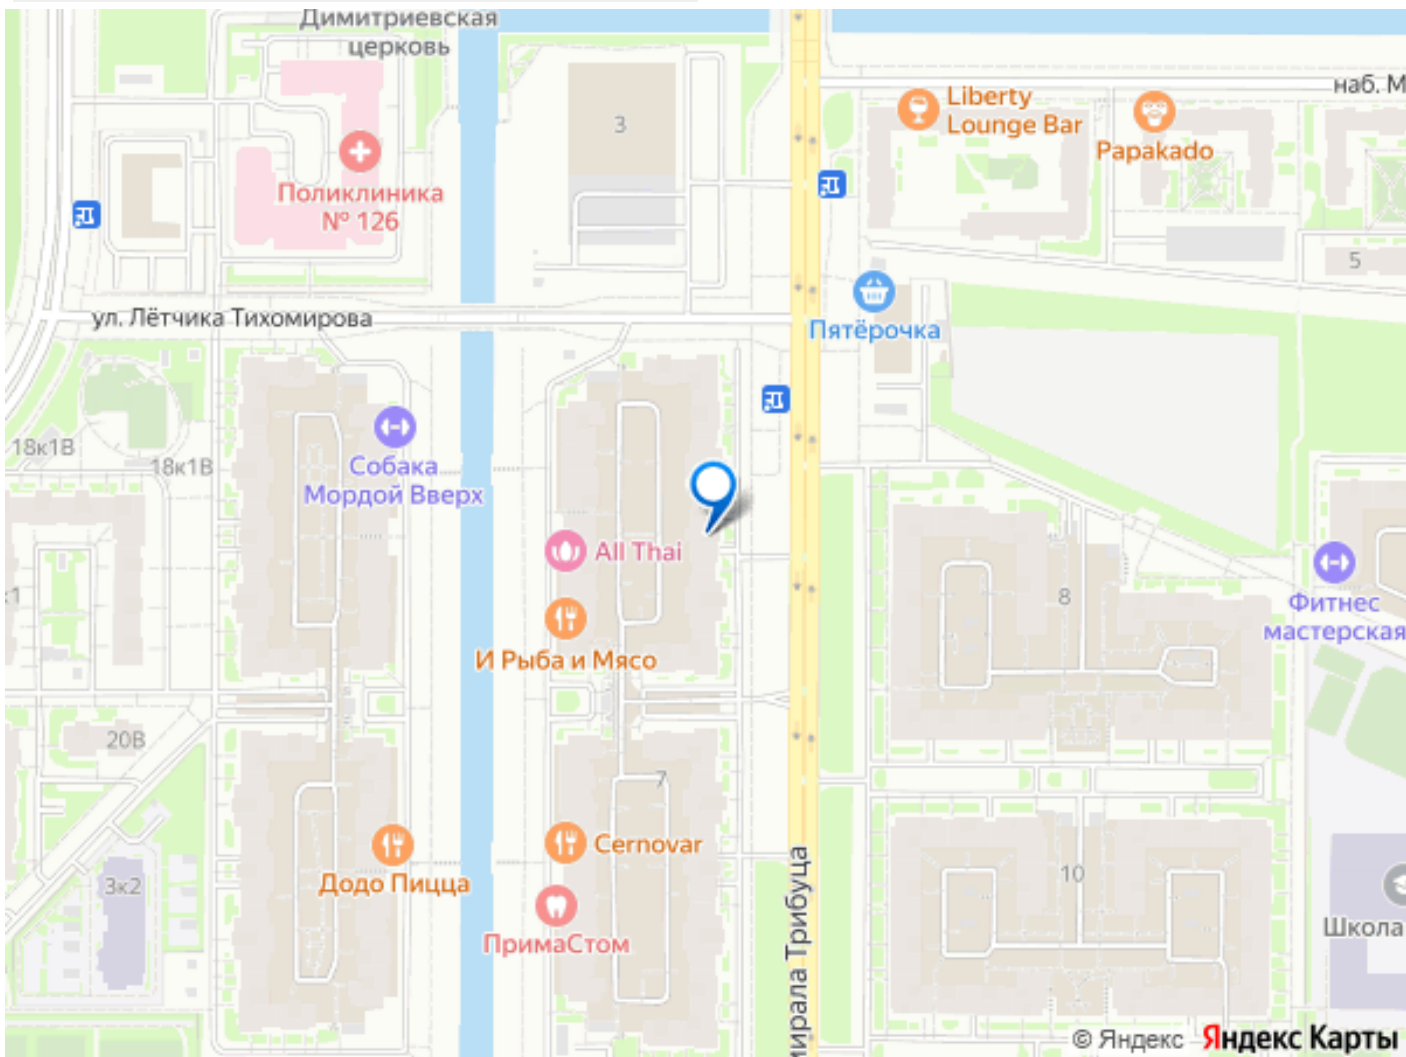 Димитриевская
церковь
наб. М
Liberty
Lounge Bar
Papakado
3
Поликлиника
№ 126
5
ул. Лётчика Тихомирова
Пятёрочка
18к1В
18к1В
Собака
Мордой Вверх
All Thai
:1
8
Фитнес
мастерская
И Рыба и Мясо
20В
7
Cernovar
Додо Пицца
3к2
10
Школа
ПримаСтом
мирала Трибуца
© Яндекс Яндекс Карты